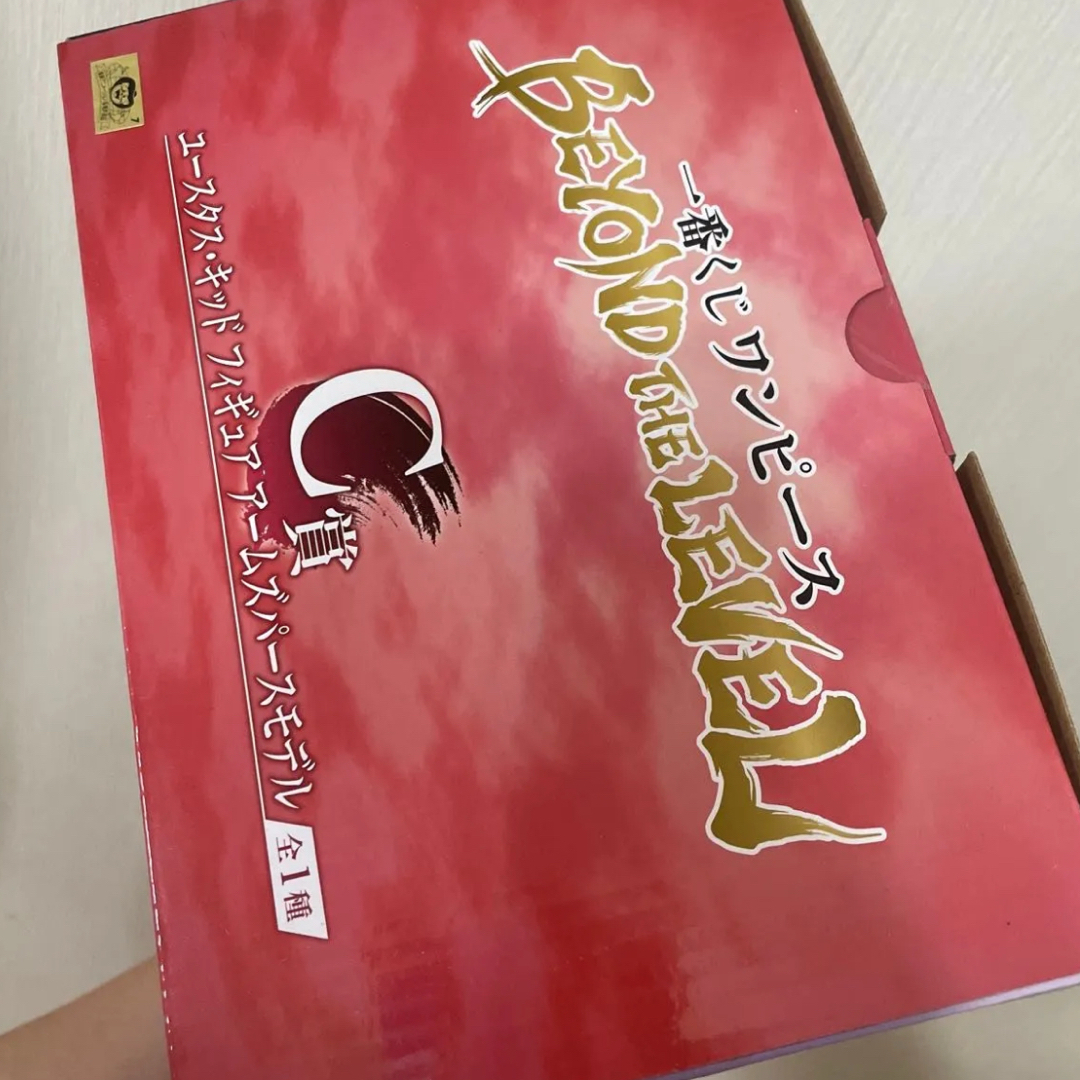 一番くじ ワンピース
BEYOND THE LEVEL
C賞
ユースタス・キッド フィギュア アームズパースモデル
全1種